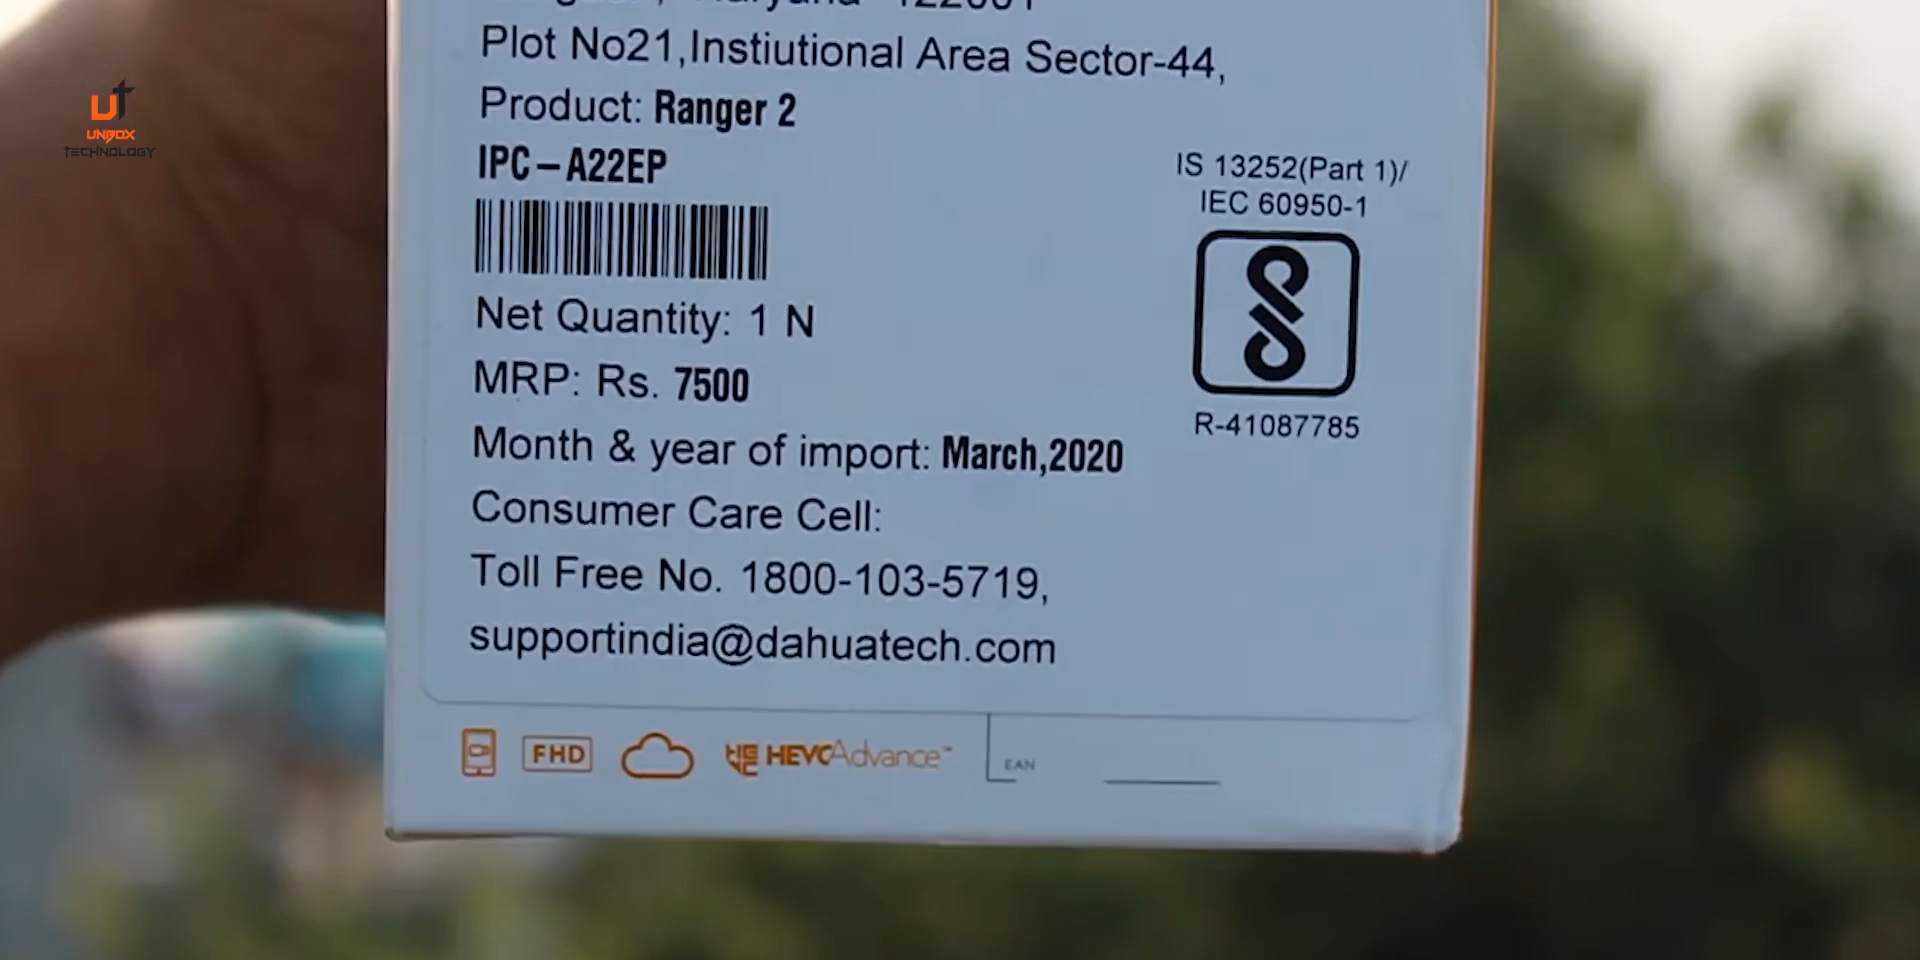 Plot No21,Instiutional Area Sector-44,
Product: Ranger 2
IPC-A22EP
Net Quantity: 1 N
MRP: Rs. 7500
Month & year of import: March,2020
Consumer Care Cell:
Toll Free No. 1800-103-5719,
supportindia@dahuatech.com
IS 13252(Part 1)/
IEC 60950-1
R-41087785
FHD
HEVCAdvance™
EAN
UT
UNBOX
TECHNOLOGY